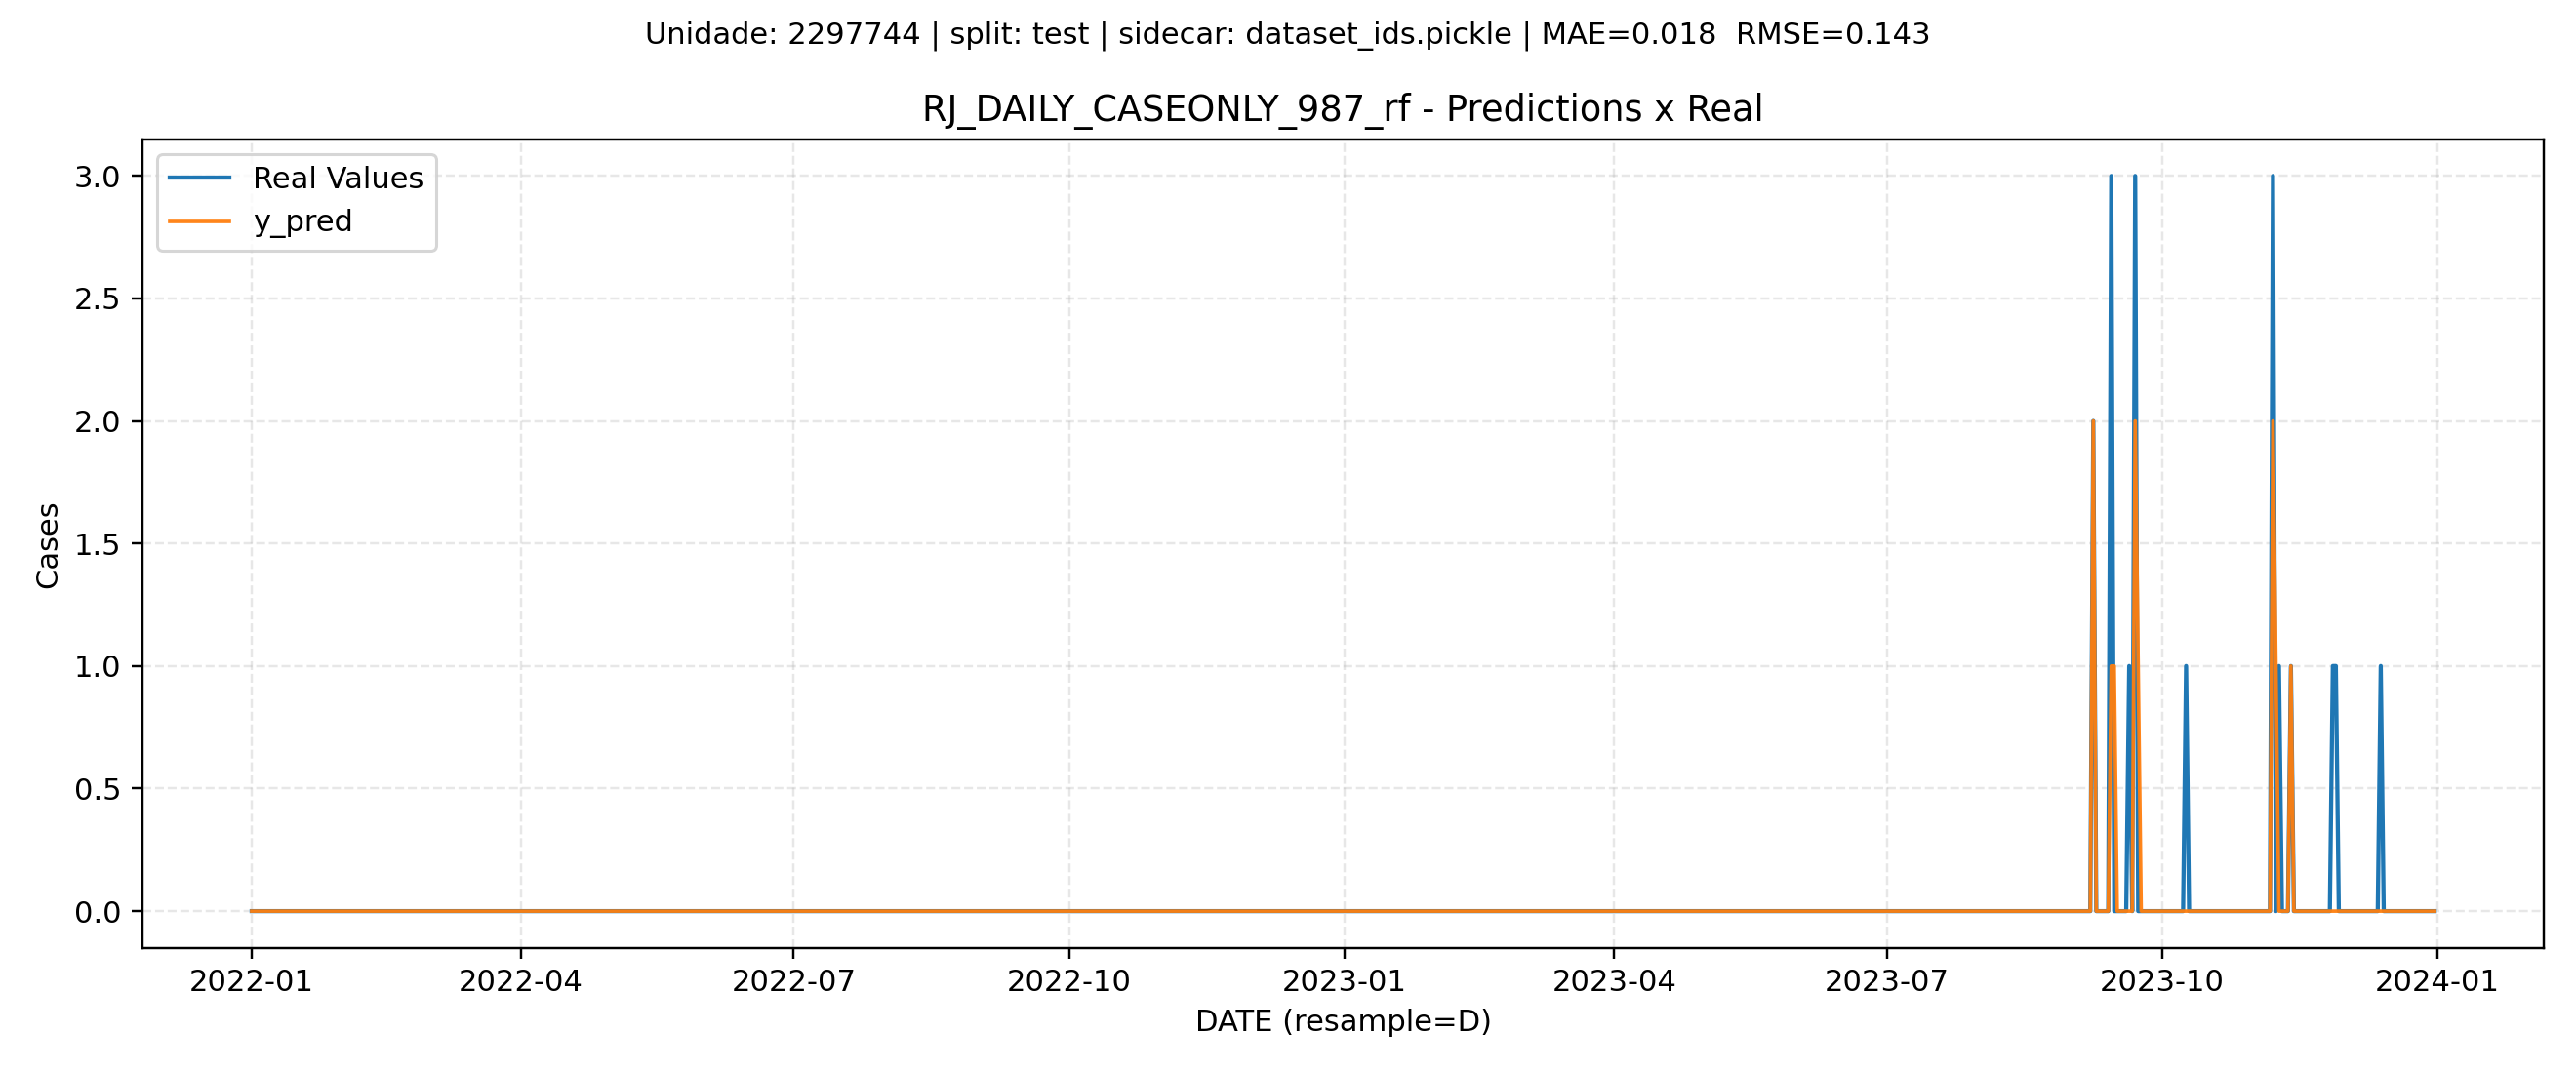 Unidade: 2297744 | split: test | sidecar: dataset_ids.pickle | MAE=0.018  RMSE=0.143
RJ_DAILY_CASEONLY_987_rf - Predictions x Real
Real Values
y_pred
3.0
2.5
2.0
1.5
1.0
0.5
0.0
Cases
2022-01 2022-04 2022-07 2022-10 2023-01 2023-04 2023-07 2023-10 2024-01
DATE (resample=D)